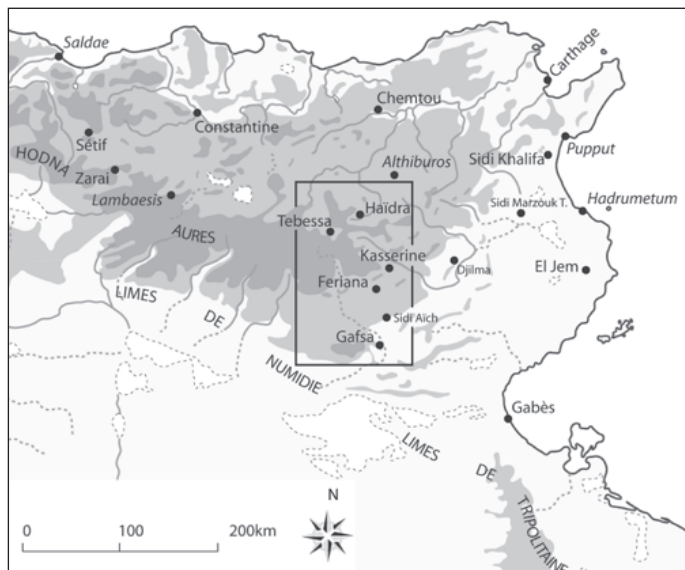 Saldae
Carthage
Chemtou
Constantine
Sétif
Pupput
Sidi Khalifa
HODNA
Zarai
Althiburos
Lambaesis
Haïdra
Sidi Marzouk T.
Hadrumetum
Tebessa
AURES
Kasserine
Djilma
El Jem
Feriana
LIMES
DE
NUMIDIE
Sidi Aïch
Gafsa
Gabès
LIMES
DE
TRIPOLITAINE
N
0 100 200km